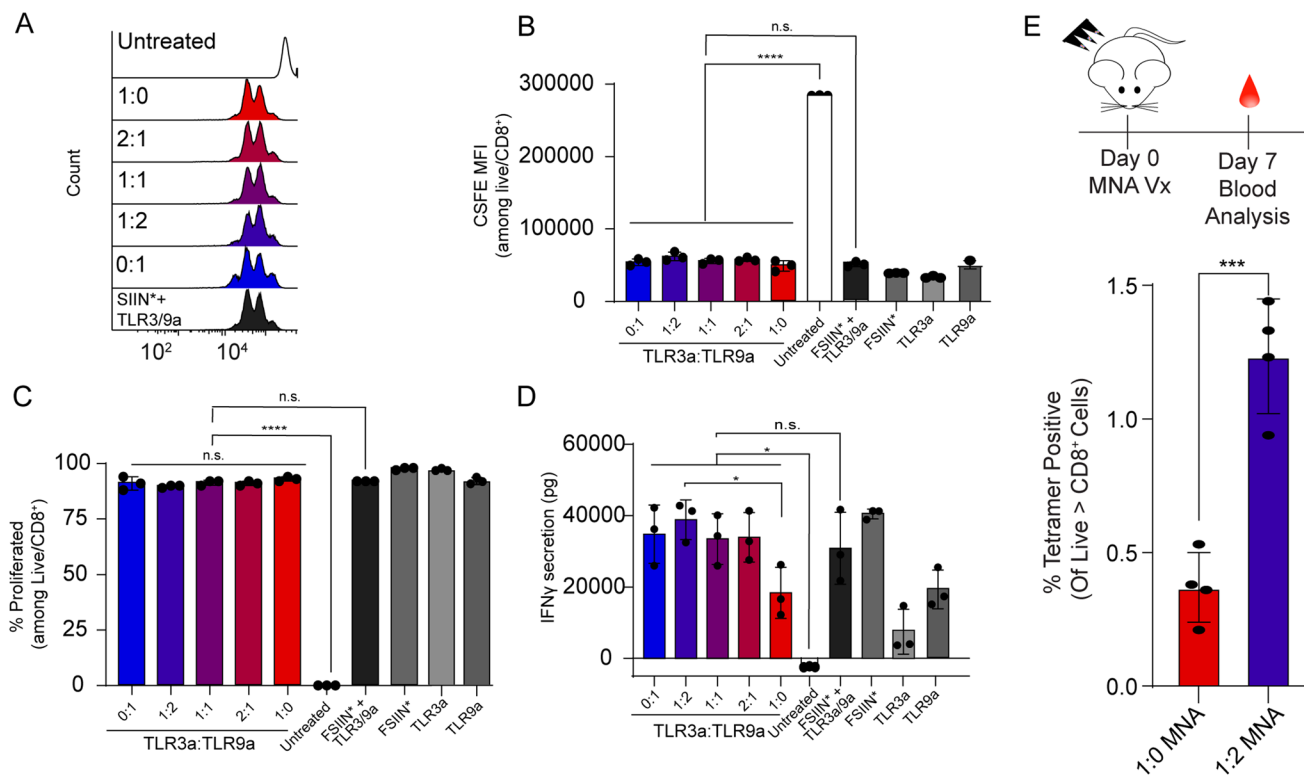 A
Untreated
1:0
2:1
1:1
1:2
0:1
SIIN*+
TLR3/9a
Count
10²
10⁴
B
n.s.
****
300000
200000
100000
0
CSFE MFI
(among live/CD8⁺)
0:1
1:2
1:1
2:1
1:0
Untreated
FSIIN* +
TLR3/9a
FSIIN*
TLR3a
TLR9a
TLR3a:TLR9a
C
n.s.
****
n.s.
100
75
50
25
0
% Proliferated
(among Live/CD8⁺)
0:1
1:2
1:1
2:1
1:0
Untreated
FSIIN* +
TLR3/9a
FSIIN*
TLR3a
TLR9a
TLR3a:TLR9a
D
n.s.
*
*
60000
40000
20000
0
IFNγ secretion (pg)
0:1
1:2
1:1
2:1
1:0
Untreated
FSIIN* +
TLR3a/9a
FSIIN*
TLR3a
TLR9a
TLR3a:TLR9a
E
Day 0
MNA Vx
Day 7
Blood
Analysis
***
1.5
1.0
0.5
0.0
% Tetramer Positive
(Of Live > CD8⁺ Cells)
1:0 MNA
1:2 MNA